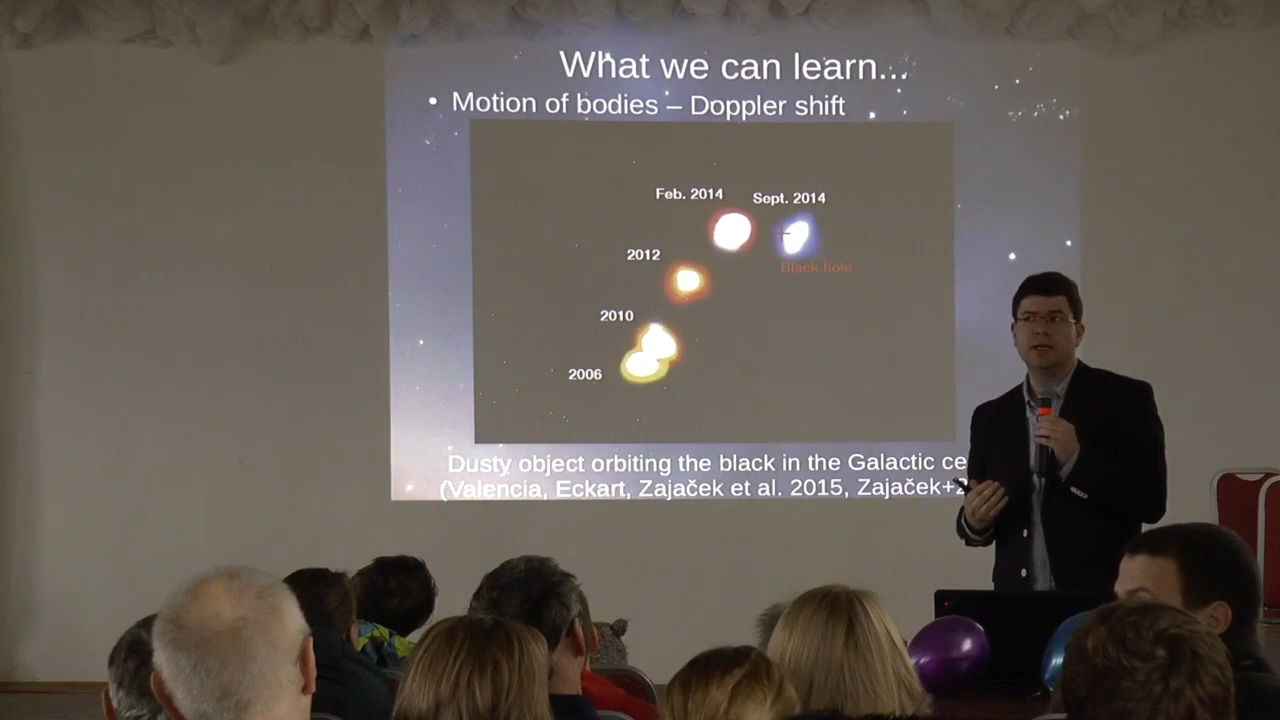 What we can learn...
• Motion of bodies – Doppler shift
Feb. 2014 Sept. 2014
2012
Black hole
2010
2006
Dusty object orbiting the black in the Galactic ce
(Valencia, Eckart, Zajaček et al. 2015, Zajaček+2